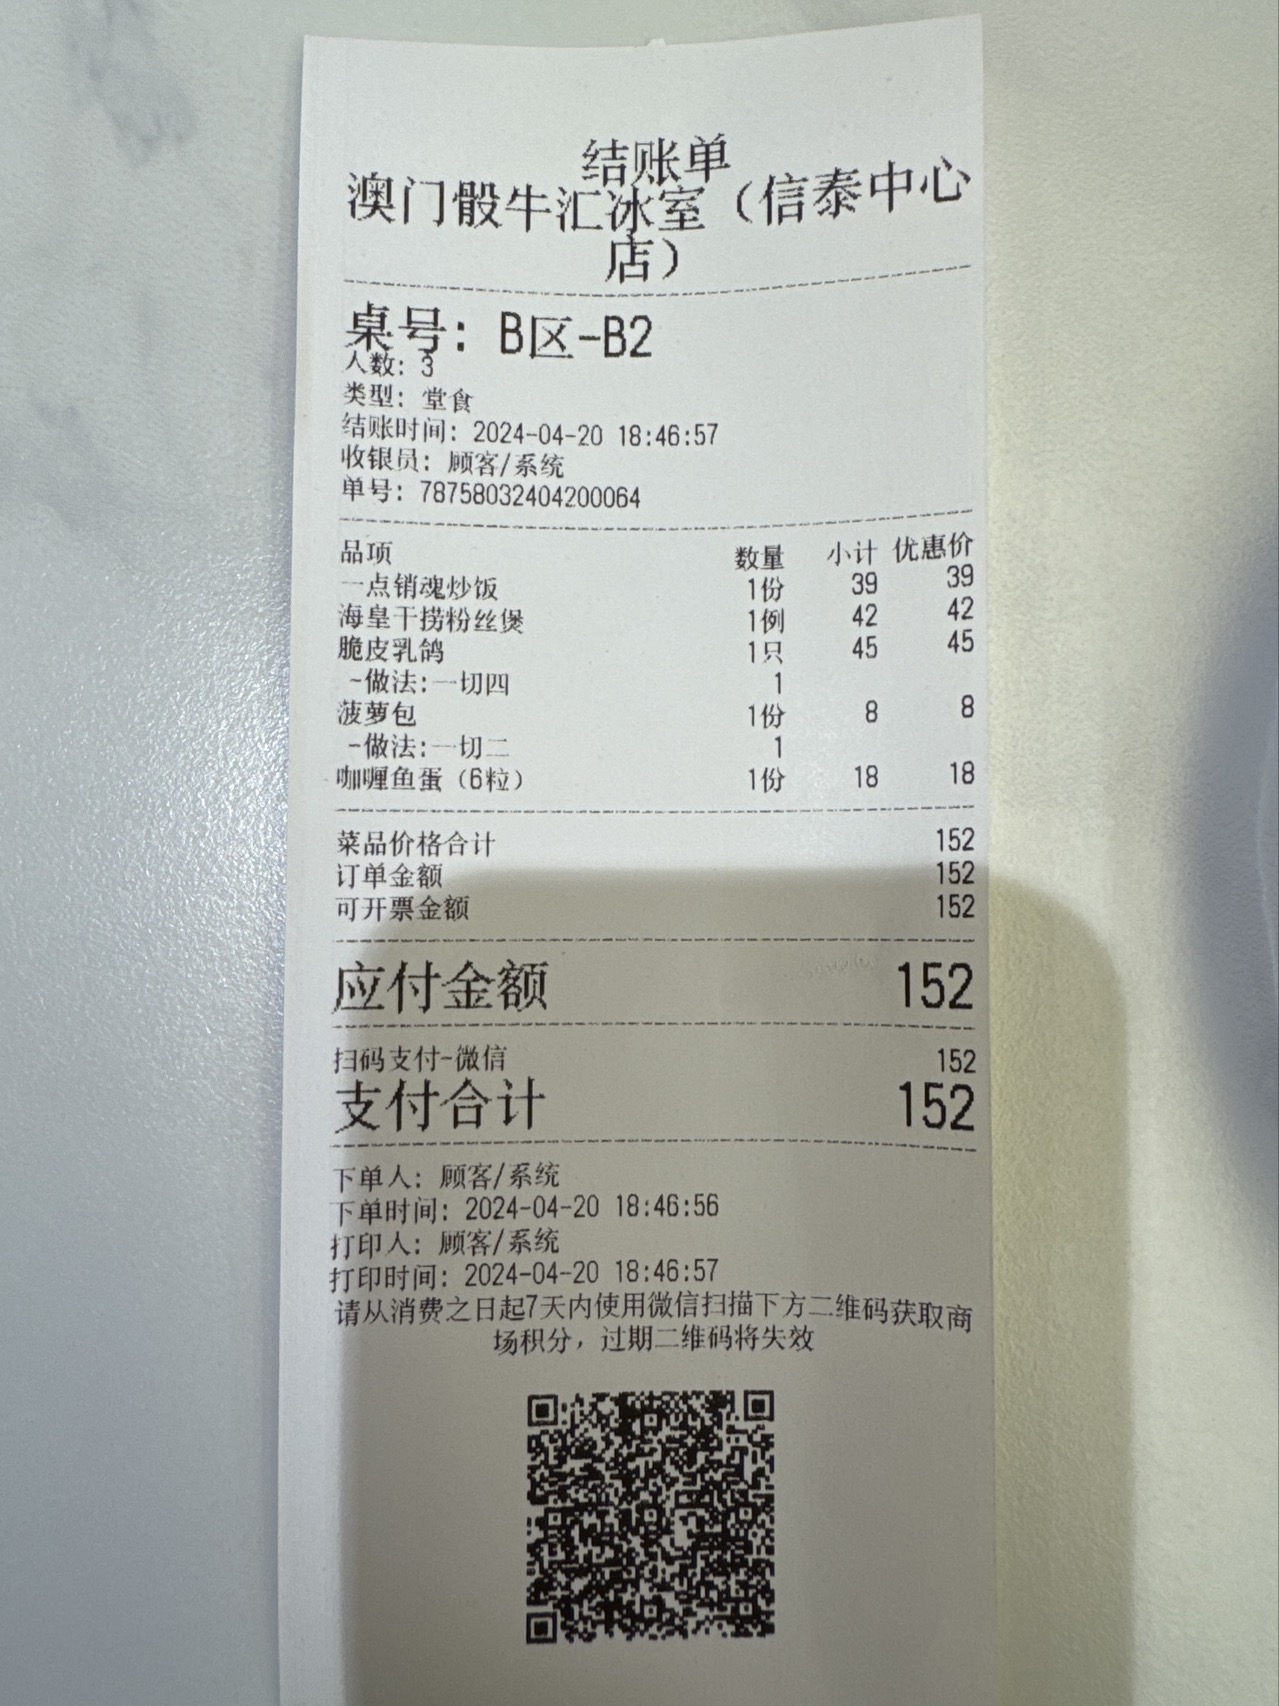 结账单
澳门骰牛汇冰室（信泰中心
店）
桌号：B区-B2
人数：3
类型：堂食
结账时间：2024-04-20 18:46:57
收银员：顾客/系统
单号：78758032404200064
品项 数量 小计 优惠价
一点销魂炒饭 1份 39 39
海皇干捞粉丝煲 1例 42 42
脆皮乳鸽 1只 45 45
-做法:一切四 1
菠萝包 1份 8 8
-做法:一切二 1
咖喱鱼蛋（6粒） 1份 18 18
菜品价格合计 152
订单金额 152
可开票金额 152
应付金额 152
扫码支付-微信 152
支付合计 152
下单人：顾客/系统
下单时间：2024-04-20 18:46:56
打印人：顾客/系统
打印时间：2024-04-20 18:46:57
请从消费之日起7天内使用微信扫描下方二维码获取商
场积分，过期二维码将失效